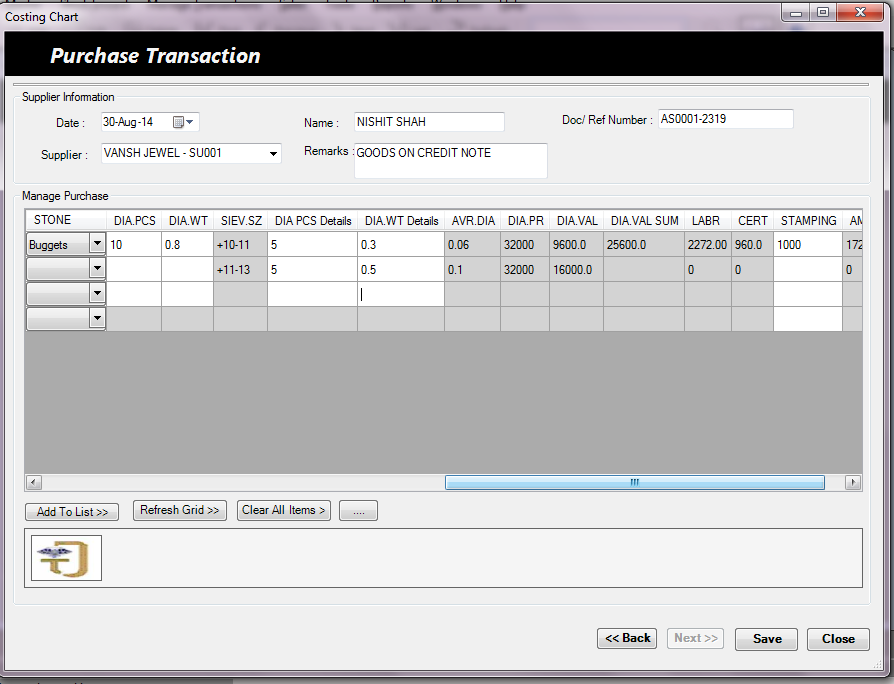 Costing Chart
Purchase Transaction
Supplier Information
Date : 30-Aug-14 Name : NISHIT SHAH Doc/ Ref Number : AS0001-2319
Supplier : VANSH JEWEL - SU001 Remarks : GOODS ON CREDIT NOTE
Manage Purchase
STONE DIA.PCS DIA.WT SIEV.SZ DIA PCS Details DIA.WT Details AVR.DIA DIA.PR DIA.VAL DIA.VAL SUM LABR CERT STAMPING AM
Buggets 10 0.8 +10-11 5 0.3 0.06 32000 9600.0 25600.0 2272.00 960.0 1000 172
+11-13 5 0.5 0.1 32000 16000.0 0 0 0
Add To List >> Refresh Grid >> Clear All Items > ....
<< Back Next >> Save Close